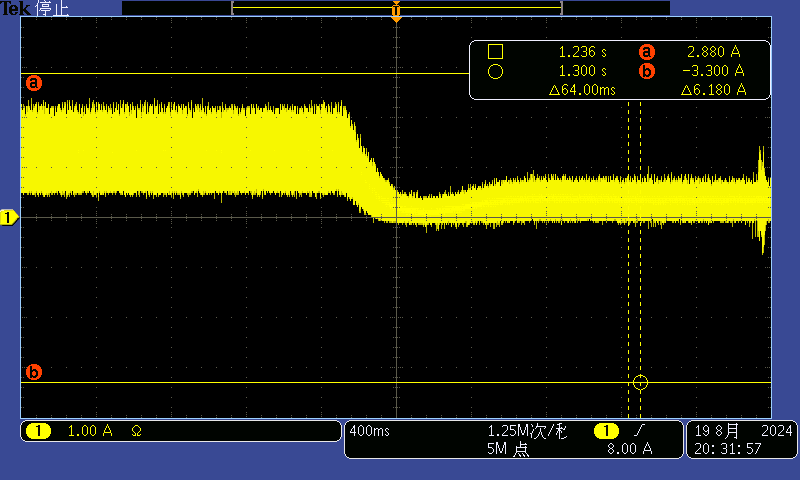 Tek 停止
T
1.236 s a 2.880 A
1.300 s b −3.300 A
△64.00ms △6.180 A
a
1
b
1 1.00 A Ω
400ms 1.25M次/秒 1
5M 点 8.00 A
19 8月 2024
20:31:57